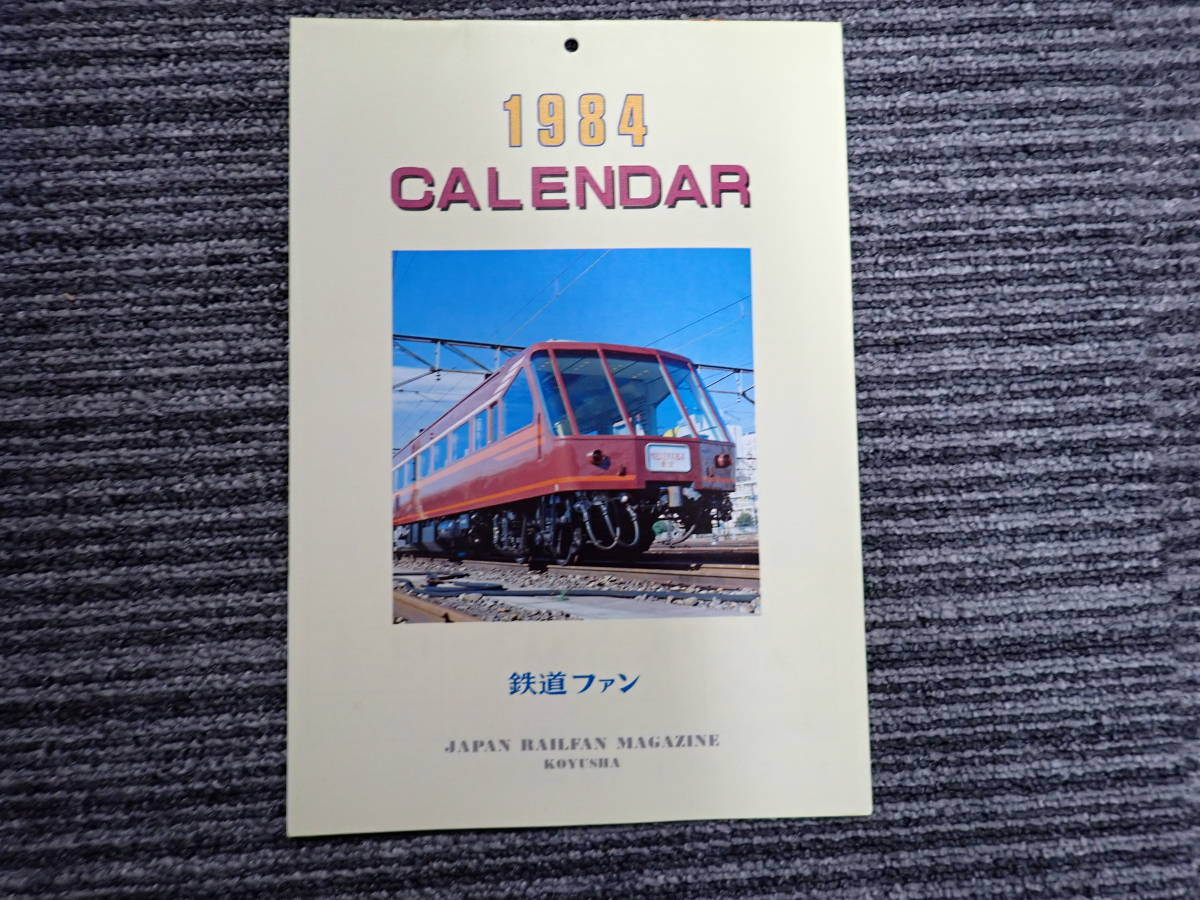 1984
CALENDAR
鉄道ファン
JAPAN RAILFAN MAGAZINE
KOYUSHA